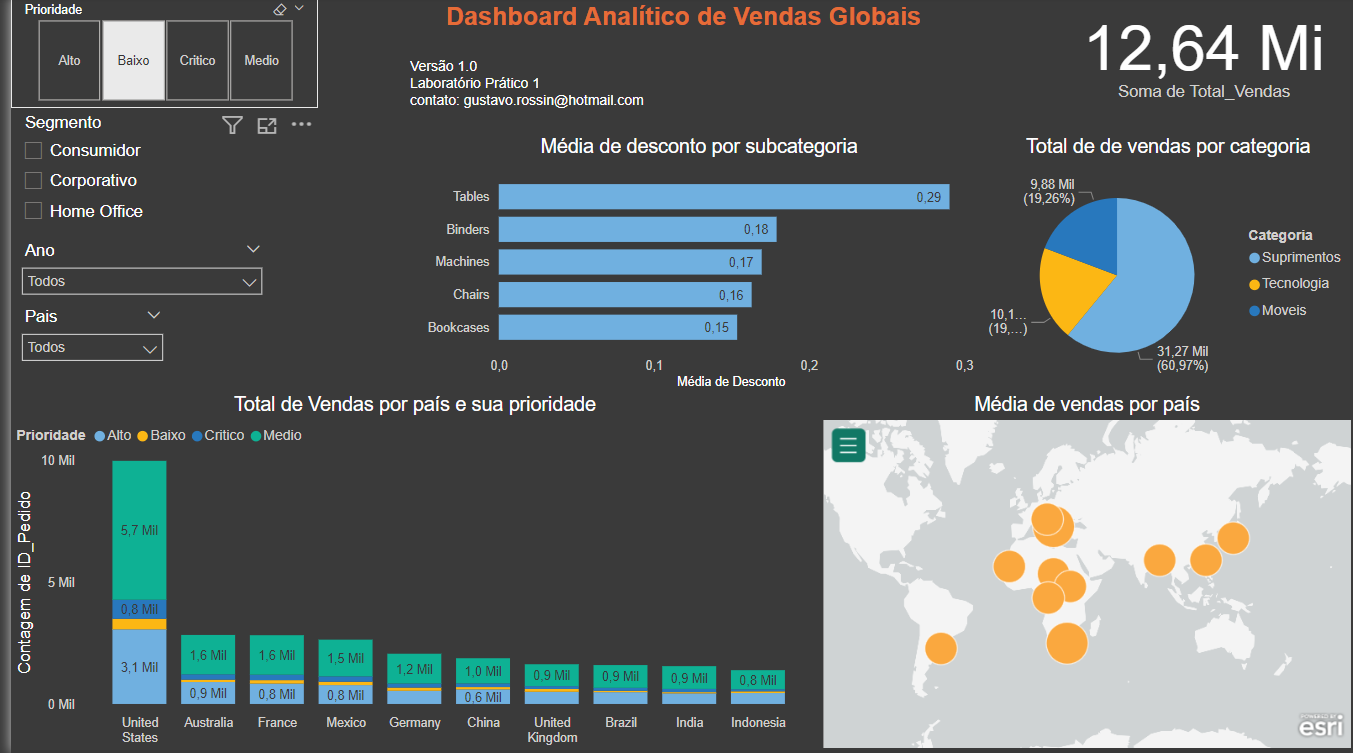 Prioridade
Alto
Baixo
Critico
Medio
Dashboard Analítico de Vendas Globais
Versão 1.0
Laboratório Prático 1
contato: gustavo.rossin@hotmail.com
12,64 Mi
Soma de Total_Vendas
Segmento
Consumidor
Corporativo
Home Office
Ano
Todos
Pais
Todos
Média de desconto por subcategoria
Tables
0,29
Binders
0,18
Machines
0,17
Chairs
0,16
Bookcases
0,15
0,0 0,1 0,2 0,3
Média de Desconto
Total de de vendas por categoria
9,88 Mil
(19,26%)
10,1...
(19,...)
31,27 Mil
(60,97%)
Categoria
Suprimentos
Tecnologia
Moveis
Total de Vendas por país e sua prioridade
Prioridade Alto Baixo Critico Medio
Contagem de ID_Pedido
10 Mil
5 Mil
0 Mil
5,7 Mil
0,8 Mil
3,1 Mil
1,6 Mil
0,9 Mil
1,6 Mil
0,8 Mil
1,5 Mil
0,8 Mil
1,2 Mil
1,0 Mil
0,6 Mil
0,9 Mil
0,9 Mil
0,9 Mil
0,8 Mil
United
States
Australia
France
Mexico
Germany
China
United
Kingdom
Brazil
India
Indonesia
Média de vendas por país
POWERED BY
esri